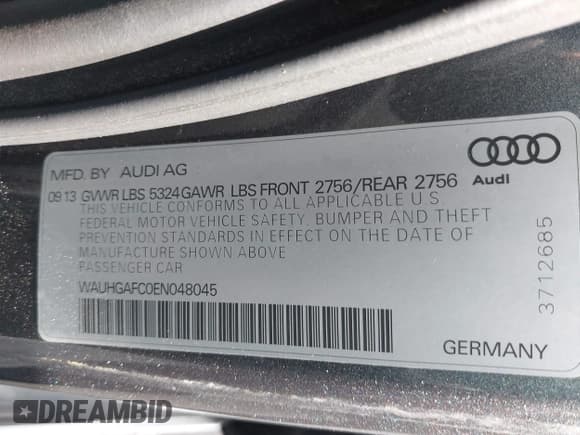 MFD. BY AUDI AG
09.13 GVWR LBS 5324 GAWR LBS FRONT 2756/REAR 2756
THIS VEHICLE CONFORMS TO ALL APPLICABLE U S
FEDERAL MOTOR VEHICLE SAFETY, BUMPER AND THEFT
PREVENTION STANDARDS IN EFFECT ON THE DATE OF
MANUFACTURE SHOWN ABOVE
PASSENGER CAR
WAUHGAFC0EN048045
Audi
3712685
GERMANY
DREAMBID